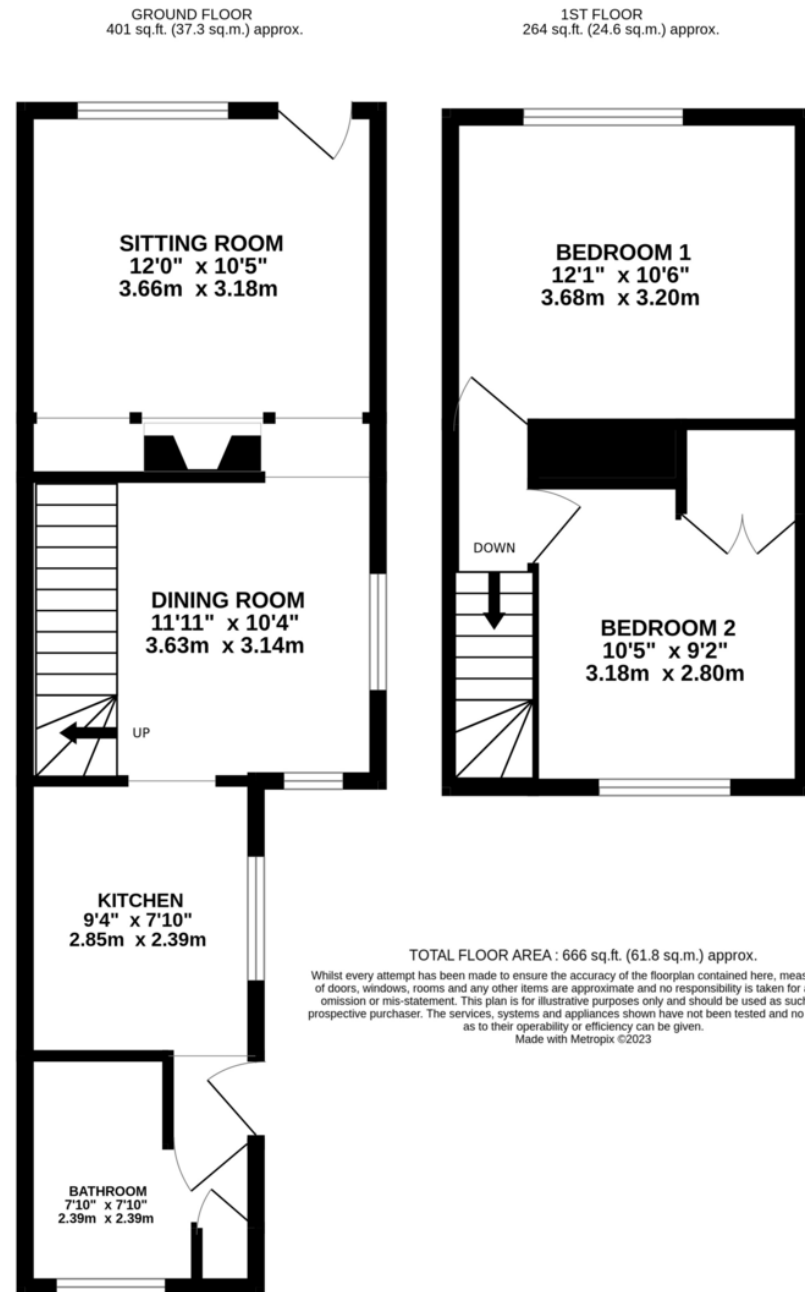 GROUND FLOOR
401 sq.ft. (37.3 sq.m.) approx.
1ST FLOOR
264 sq.ft. (24.6 sq.m.) approx.
SITTING ROOM
12'0" x 10'5"
3.66m x 3.18m
BEDROOM 1
12'1" x 10'6"
3.68m x 3.20m
DOWN
DINING ROOM
11'11" x 10'4"
3.63m x 3.14m
BEDROOM 2
10'5" x 9'2"
3.18m x 2.80m
UP
KITCHEN
9'4" x 7'10"
2.85m x 2.39m
BATHROOM
7'10" x 7'10"
2.39m x 2.39m
TOTAL FLOOR AREA : 666 sq.ft. (61.8 sq.m.) approx.
Whilst every attempt has been made to ensure the accuracy of the floorplan contained here,
of doors, windows, rooms and any other items are approximate and no responsibility is taken for
omission or mis-statement. This plan is for illustrative purposes only and should be used as
prospective purchaser. The services, systems and appliances shown have not been tested and no
as to their operability or efficiency can be given.
Made with Metropix ©2023